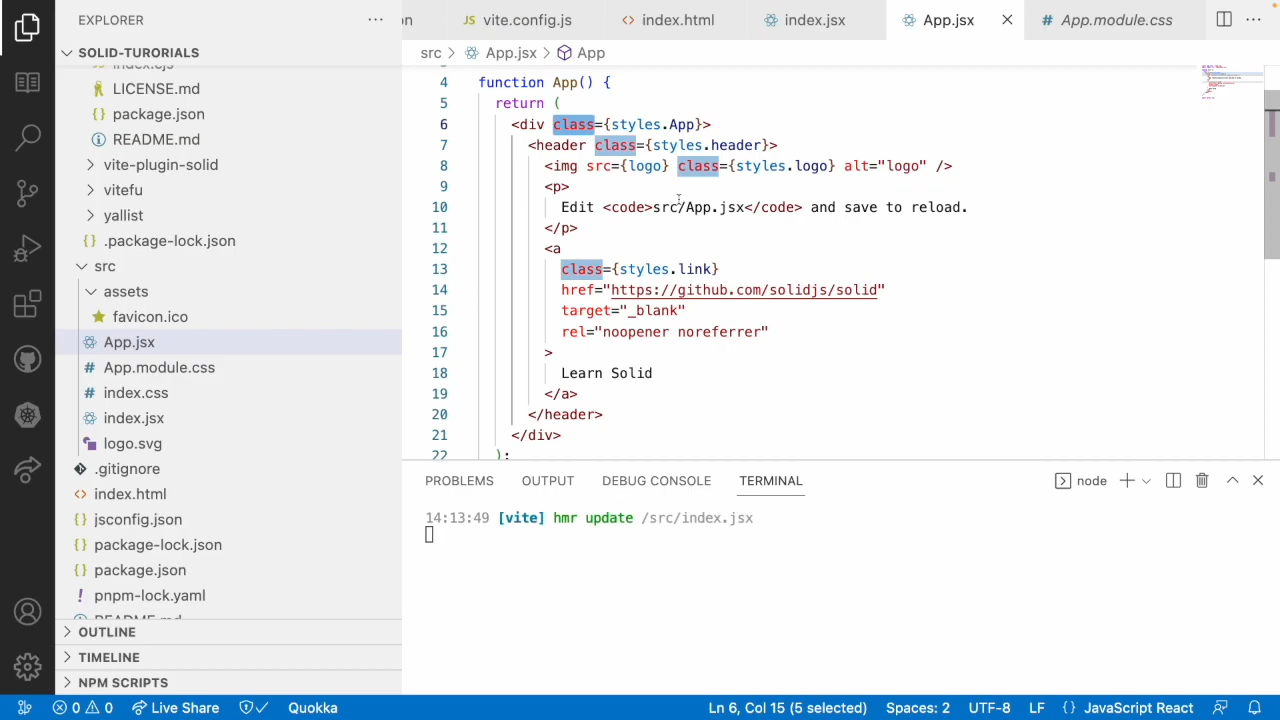 EXPLORER
on
vite.config.js
index.html
index.jsx
App.jsx
App.module.css
SOLID-TURORIALS
index.cjs
LICENSE.md
package.json
README.md
vite-plugin-solid
vitefu
yallist
.package-lock.json
src
assets
favicon.ico
App.jsx
App.module.css
index.css
index.jsx
logo.svg
.gitignore
index.html
jsconfig.json
package-lock.json
package.json
pnpm-lock.yaml
README.md
OUTLINE
TIMELINE
NPM SCRIPTS
src > App.jsx > App
4 function App() {
5 return (
6 <div class={styles.App}>
7 <header class={styles.header}>
8 <img src={logo} class={styles.logo} alt="logo" />
9 <p>
10 Edit <code>src/App.jsx</code> and save to reload.
11 </p>
12 <a
13 class={styles.link}
14 href="https://github.com/solidjs/solid"
15 target="_blank"
16 rel="noopener noreferrer"
17 >
18 Learn Solid
19 </a>
20 </header>
21 </div>
22 );
PROBLEMS OUTPUT DEBUG CONSOLE TERMINAL node
14:13:49 [vite] hmr update /src/index.jsx
0 0 Live Share Quokka Ln 6, Col 15 (5 selected) Spaces: 2 UTF-8 LF {} JavaScript React